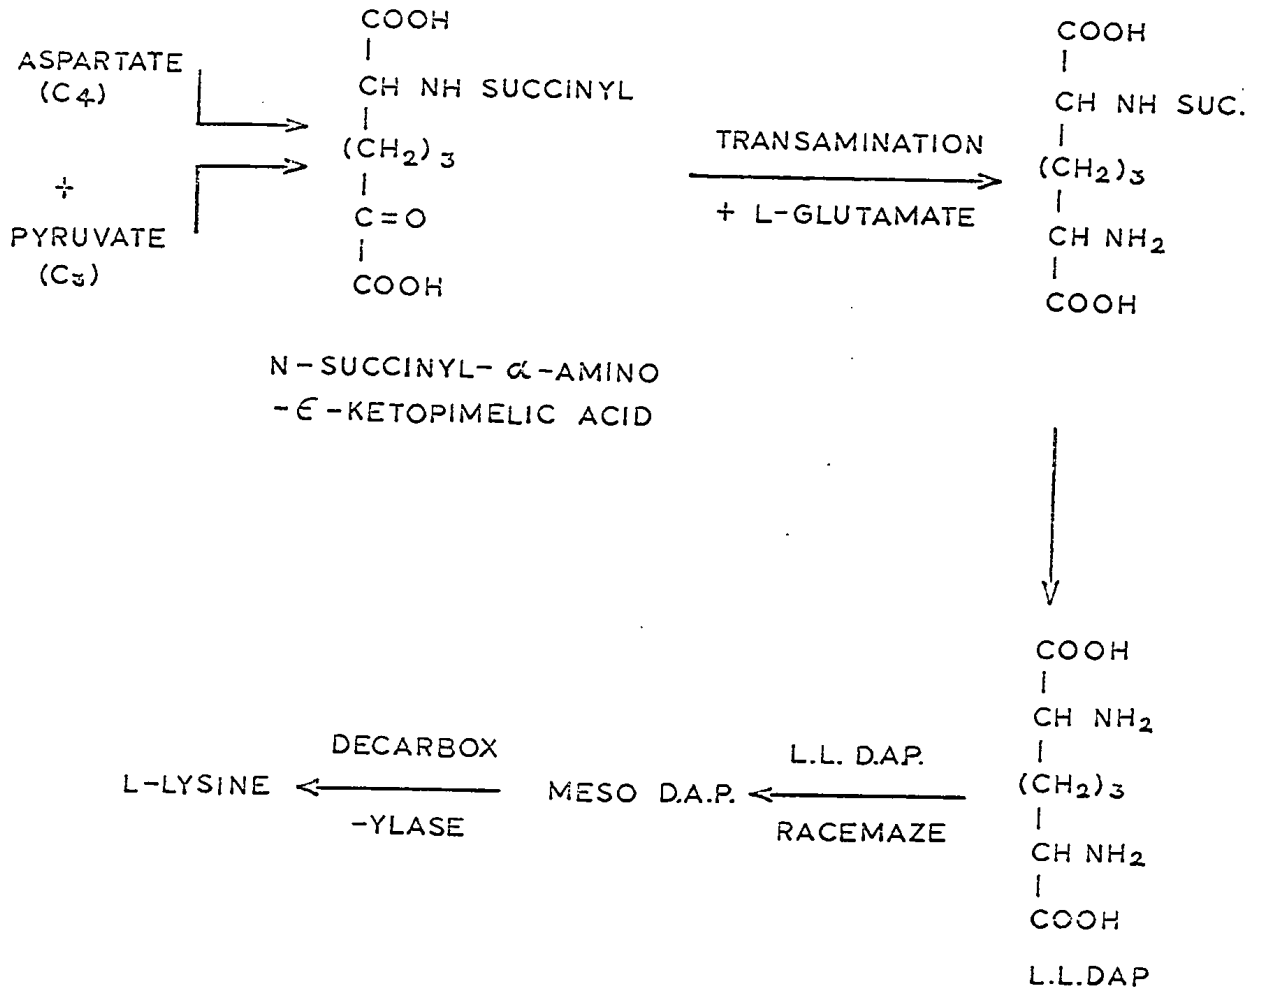 ASPARTATE
(C4)
+
PYRUVATE
(C3)
COOH
|
CH NH SUCCINYL
|
(CH2)3
|
C=O
|
COOH
N-SUCCINYL-α-AMINO
-ϵ-KETOPIMELIC ACID
TRANSAMINATION
+ L-GLUTAMATE
COOH
|
CH NH SUC.
|
(CH2)3
|
CH NH2
|
COOH
COOH
|
CH NH2
|
(CH2)3
|
CH NH2
|
COOH
L.L.DAP
L.L. D.A.P.
RACEMAZE
MESO D.A.P.
DECARBOX
-YLASE
L-LYSINE